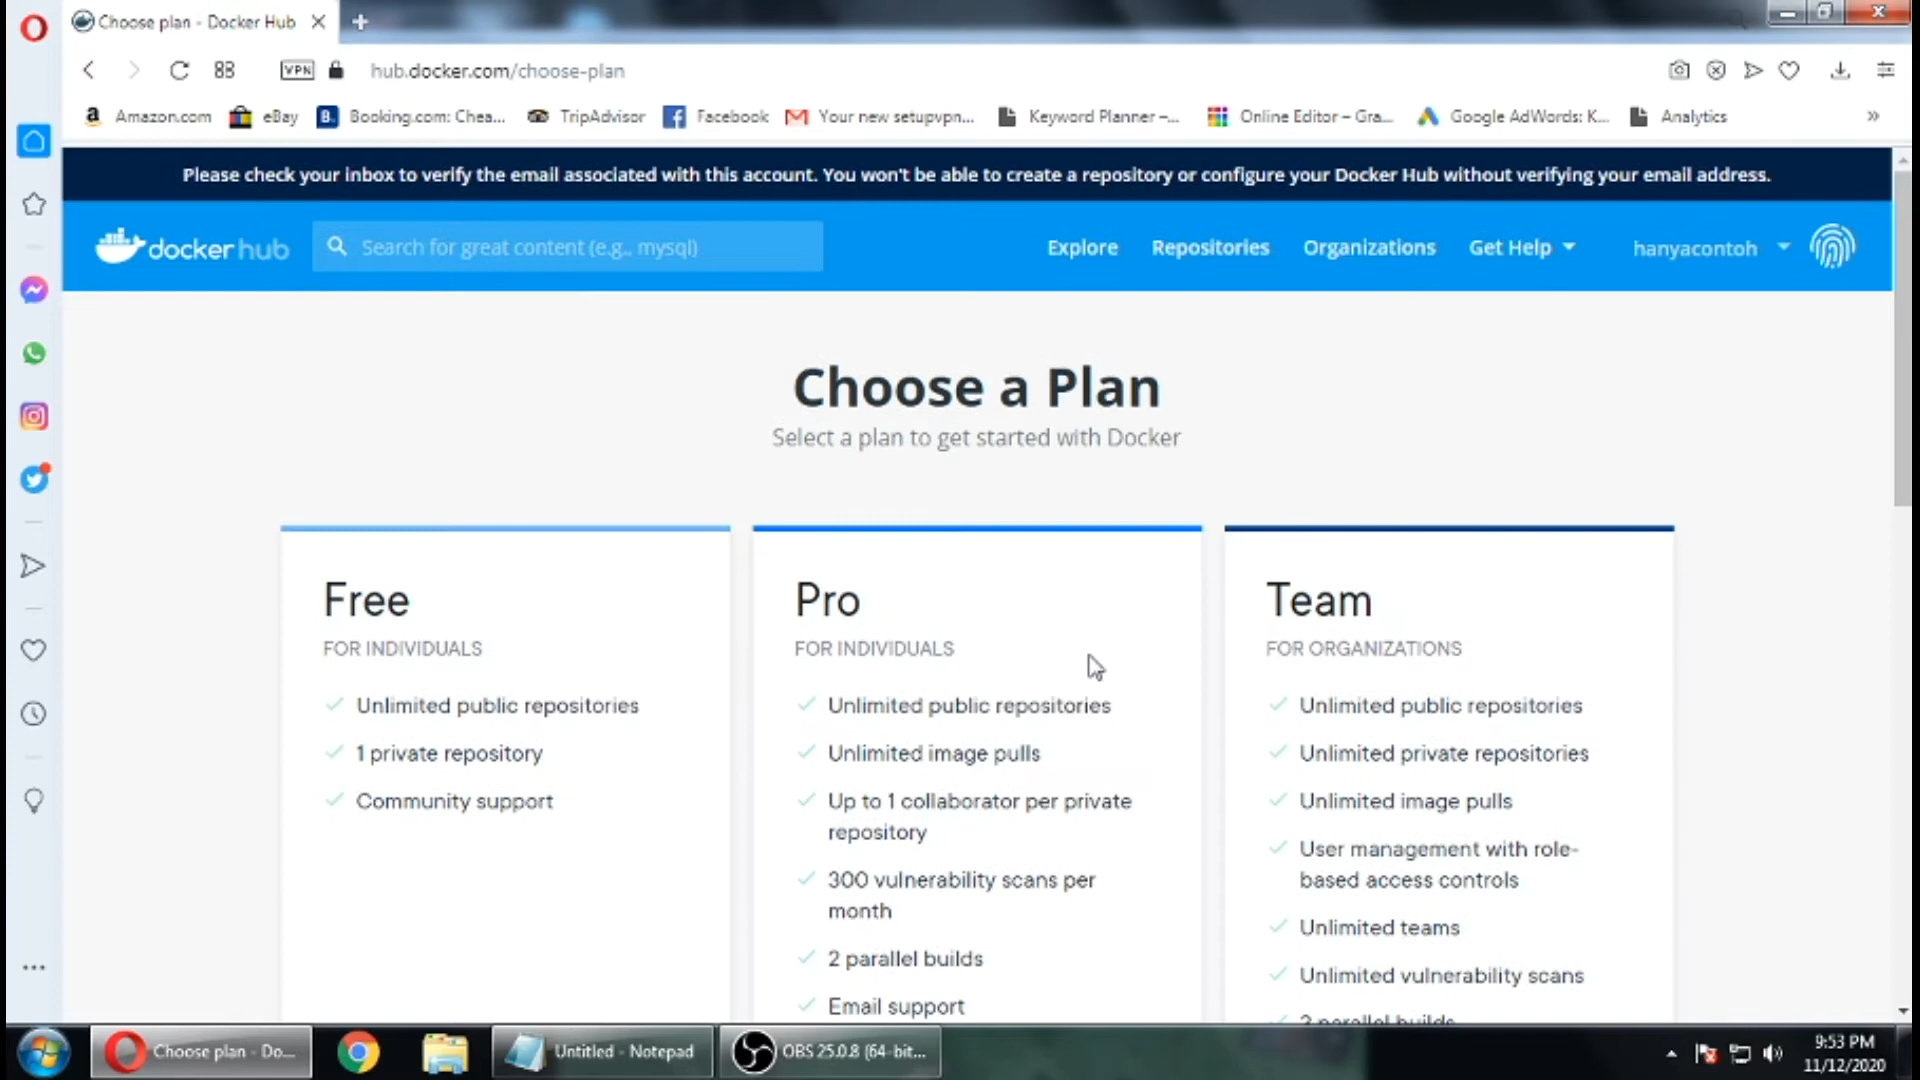 Choose plan - Docker Hub
VPN
hub.docker.com/choose-plan
Amazon.com
eBay
B.
Booking.com: Chea...
TripAdvisor
Facebook
Your new setupvpn...
Keyword Planner –...
Online Editor – Gra...
Google AdWords: K...
Analytics
»
Please check your inbox to verify the email associated with this account. You won't be able to create a repository or configure your Docker Hub without verifying your email address.
docker hub
Search for great content (e.g., mysql)
Explore
Repositories
Organizations
Get Help
hanyacontoh
Choose a Plan
Select a plan to get started with Docker
Free
FOR INDIVIDUALS
Unlimited public repositories
1 private repository
Community support
Pro
FOR INDIVIDUALS
Unlimited public repositories
Unlimited image pulls
Up to 1 collaborator per private
repository
300 vulnerability scans per
month
2 parallel builds
Email support
Team
FOR ORGANIZATIONS
Unlimited public repositories
Unlimited private repositories
Unlimited image pulls
User management with role-
based access controls
Unlimited teams
Unlimited vulnerability scans
parallel builds
Choose plan - Do...
Untitled - Notepad
OBS 25.0.8 (64-bit...
9:53 PM
11/12/2020